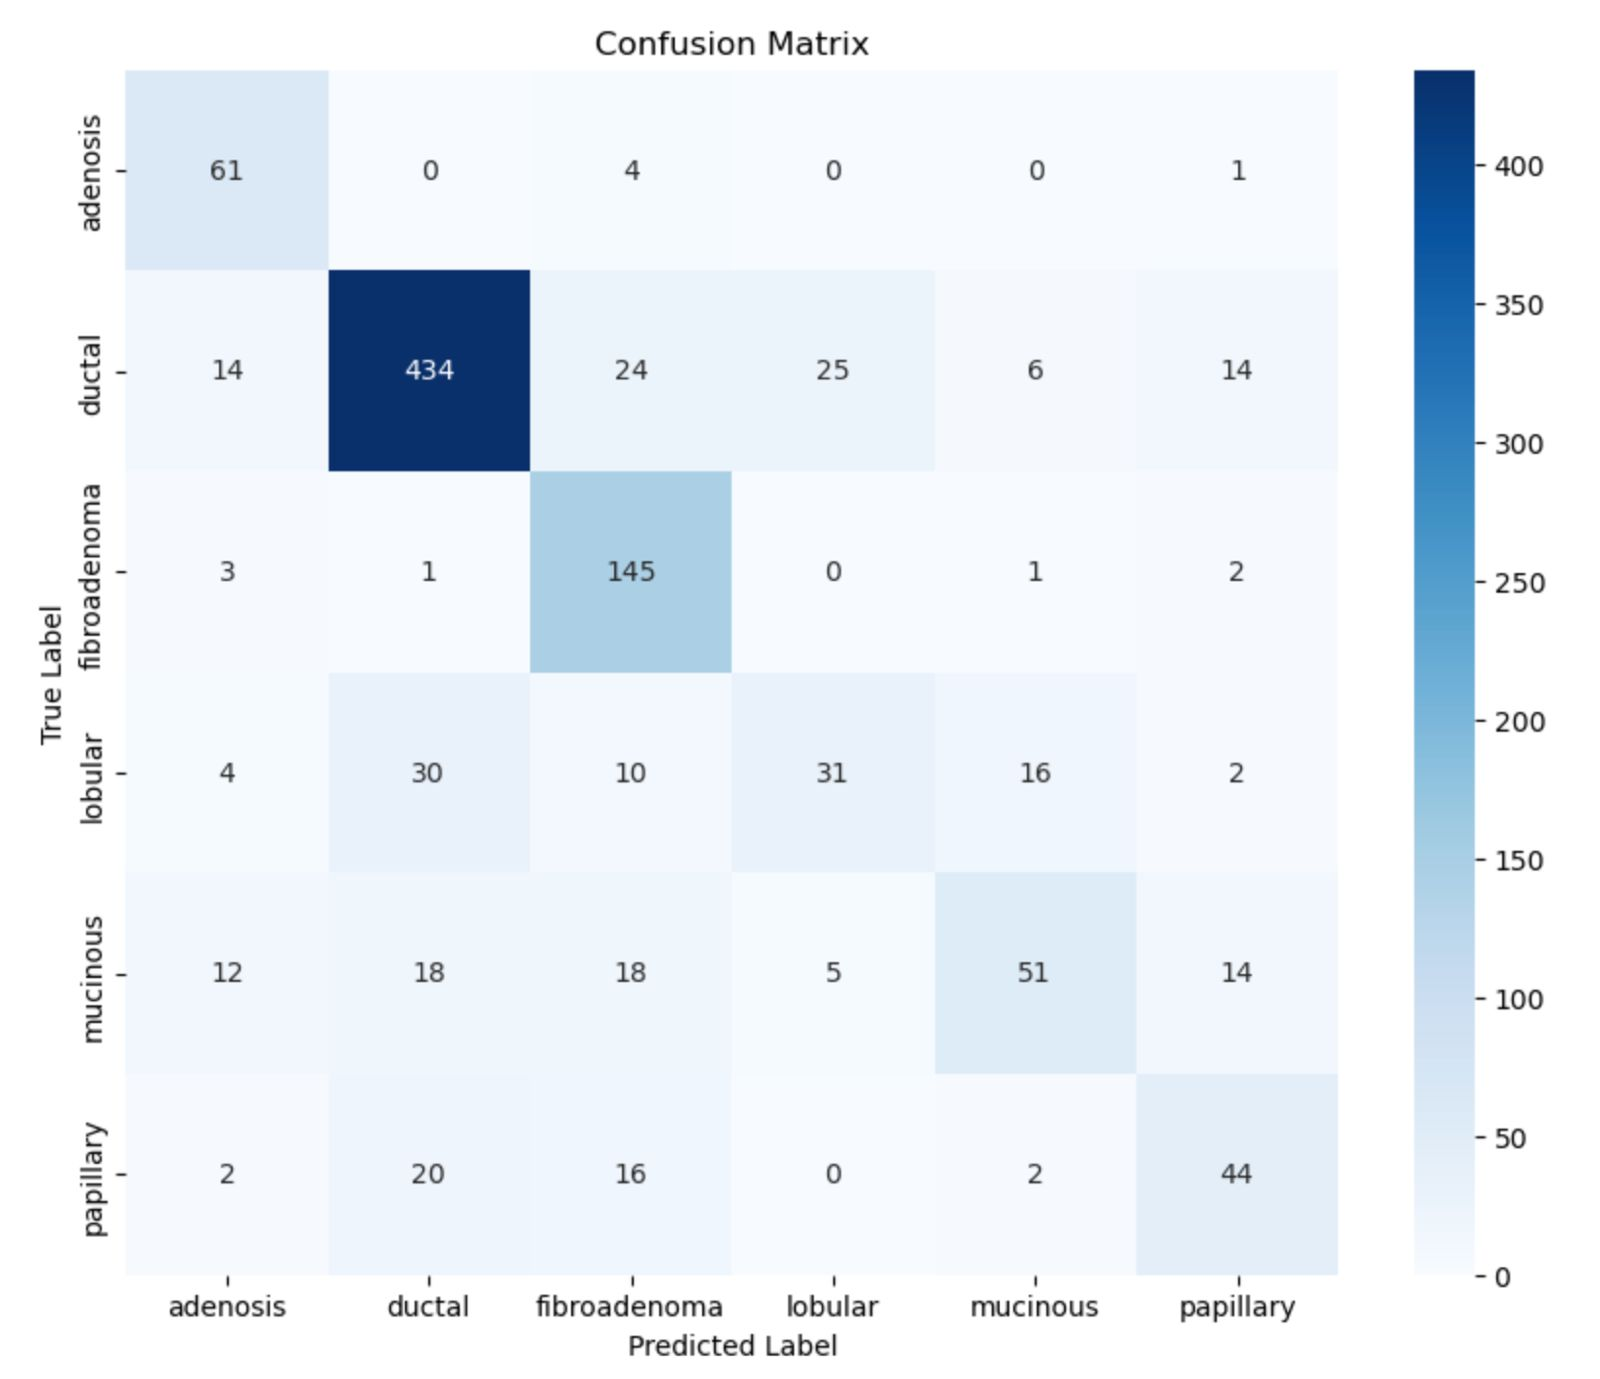 Confusion Matrix
True Label
adenosis 61 0 4 0 0 1
ductal 14 434 24 25 6 14
fibroadenoma 3 1 145 0 1 2
lobular 4 30 10 31 16 2
mucinous 12 18 18 5 51 14
papillary 2 20 16 0 2 44
adenosis ductal fibroadenoma lobular mucinous papillary
Predicted Label
400
350
300
250
200
150
100
50
0